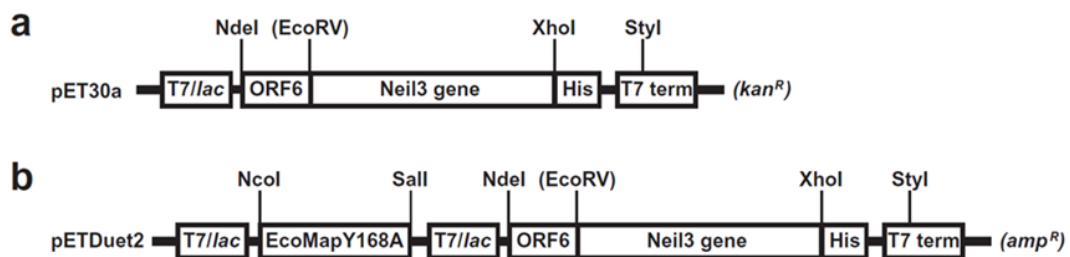 a
NdeI (EcoRV) XhoI StyI
pET30a T7/lac ORF6 Neil3 gene His T7 term (kanR)
b
NcoI SalI NdeI (EcoRV) XhoI StyI
pETDuet2 T7/lac EcoMapY168A T7/lac ORF6 Neil3 gene His T7 term (ampR)